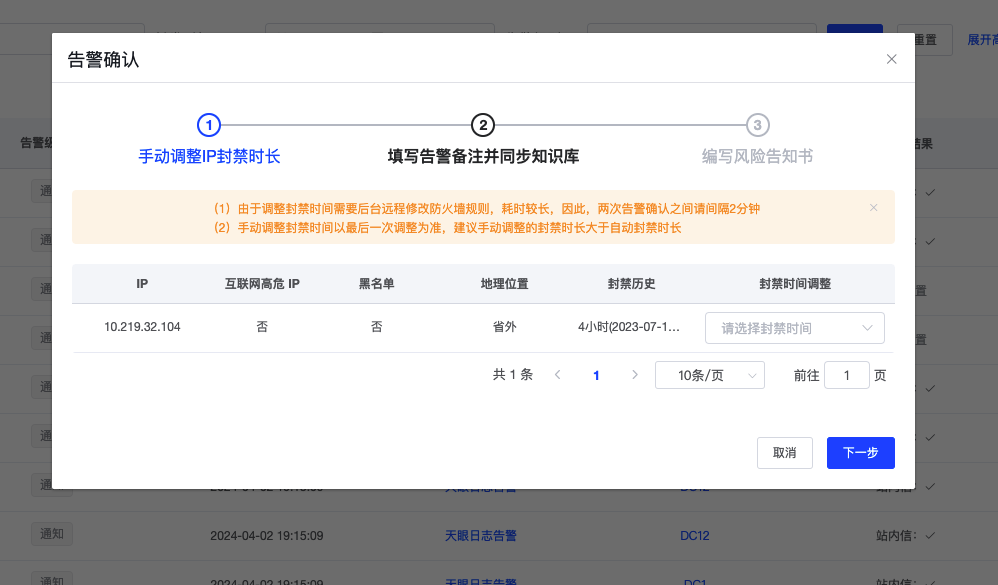 重置
展开高
告警确认
1
2
3
手动调整IP封禁时长
填写告警备注并同步知识库
编写风险告知书
告警级
结果
通
(1) 由于调整封禁时间需要后台远程修改防火墙规则，耗时较长，因此，两次告警确认之间请间隔2分钟
(2) 手动调整封禁时间以最后一次调整为准，建议手动调整的封禁时长大于自动封禁时长
通
通
置
IP
互联网高危 IP
黑名单
地理位置
封禁历史
封禁时间调整
10.219.32.104
否
否
省外
4小时(2023-07-1...
请选择封禁时间
通
置
共 1 条
1
10条/页
前往
1
页
通
通
取消
下一步
通
2024-04-02 19:15:09
天眼日志告警
DC12
站内信：
通知
2024-04-02 19:15:09
天眼日志告警
DC12
站内信：
通知
2024-04-02 19:15:09
天眼日志告警
DC1
站内信：